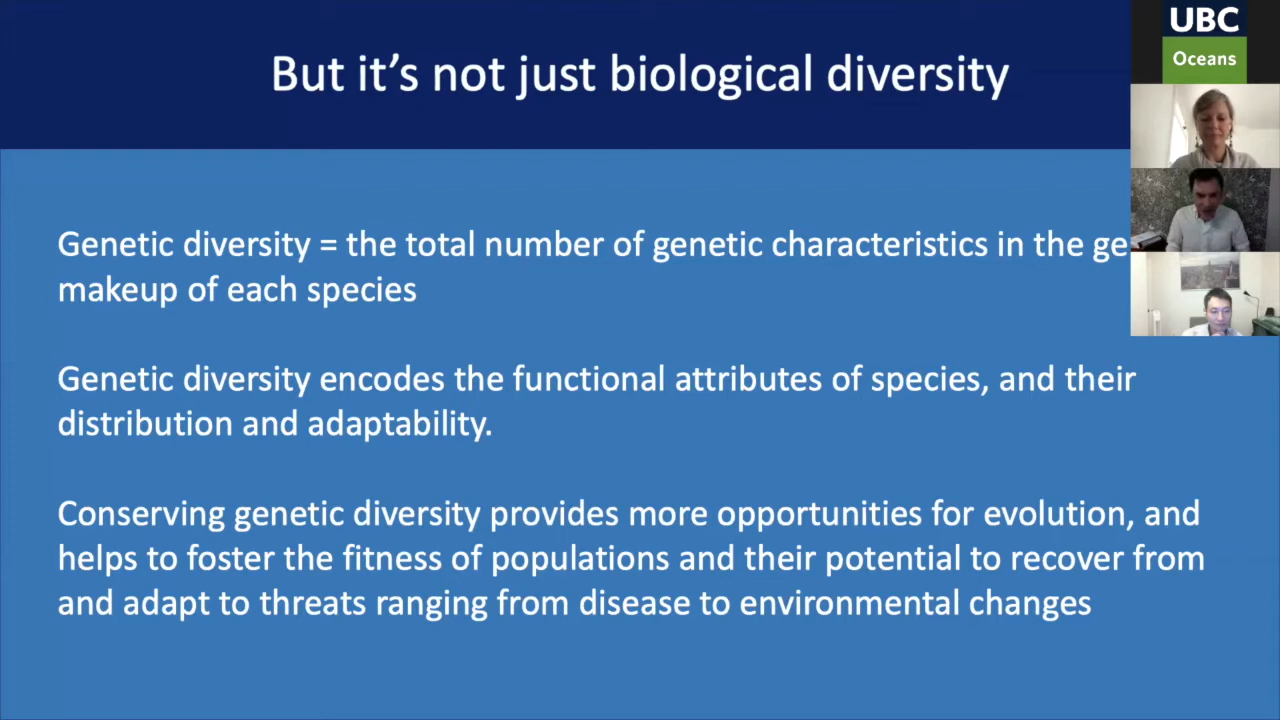 But it's not just biological diversity
UBC
Oceans
Genetic diversity = the total number of genetic characteristics in the
makeup of each species
Genetic diversity encodes the functional attributes of species, and their
distribution and adaptability.
Conserving genetic diversity provides more opportunities for evolution, and
helps to foster the fitness of populations and their potential to recover from
and adapt to threats ranging from disease to environmental changes